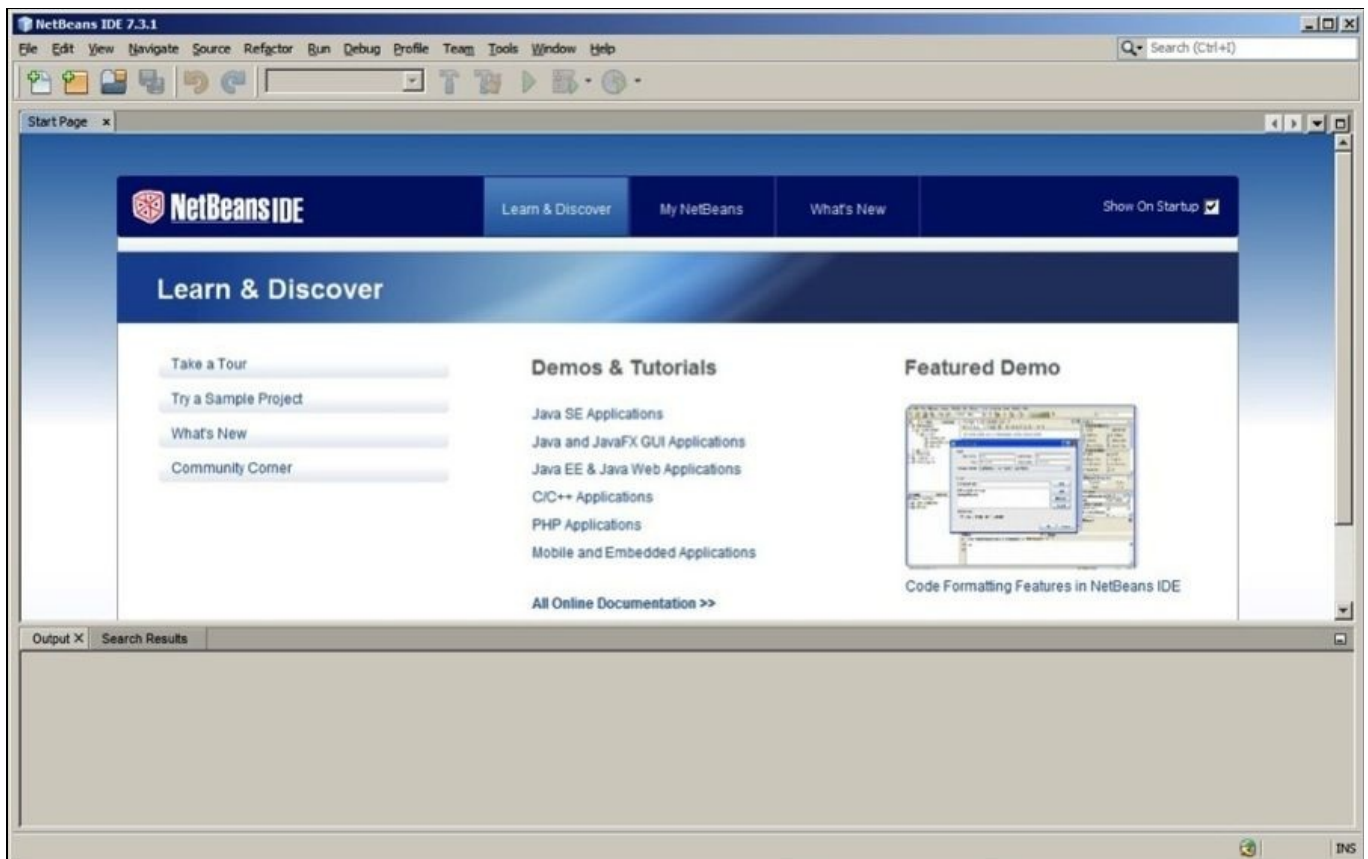 NetBeans IDE 7.3.1
File Edit View Navigate Source Refactor Run Debug Profile Team Tools Window Help
Search (Ctrl+I)
Start Page
NetBeans IDE
Learn & Discover
My NetBeans
What's New
Show On Startup
Learn & Discover
Take a Tour
Try a Sample Project
What's New
Community Corner
Demos & Tutorials
Java SE Applications
Java and JavaFX GUI Applications
Java EE & Java Web Applications
C/C++ Applications
PHP Applications
Mobile and Embedded Applications
All Online Documentation >>
Featured Demo
Code Formatting Features in NetBeans IDE
Output
Search Results
INS